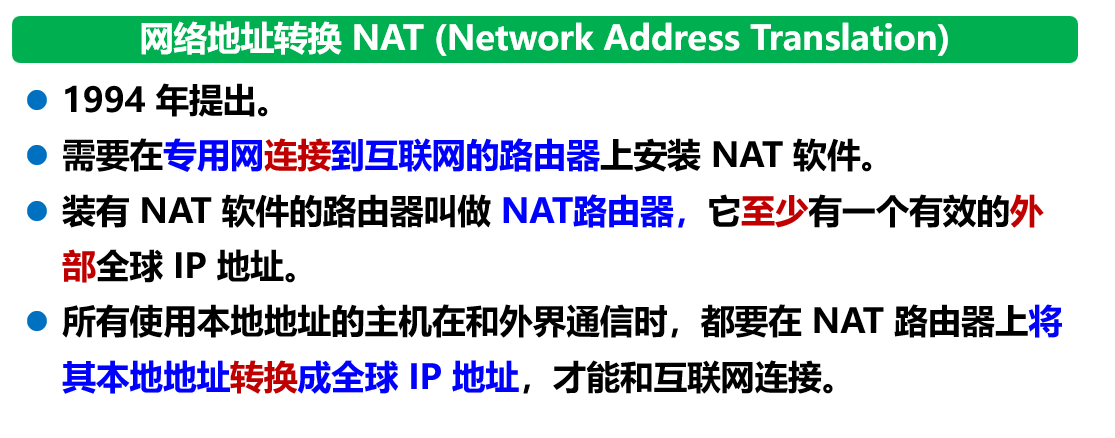 网络地址转换 NAT (Network Address Translation)
● 1994 年提出。
● 需要在专用网连接到互联网的路由器上安装 NAT 软件。
● 装有 NAT 软件的路由器叫做 NAT路由器，它至少有一个有效的外
部全球 IP 地址。
● 所有使用本地地址的主机在和外界通信时，都要在 NAT 路由器上将
其本地地址转换成全球 IP 地址，才能和互联网连接。